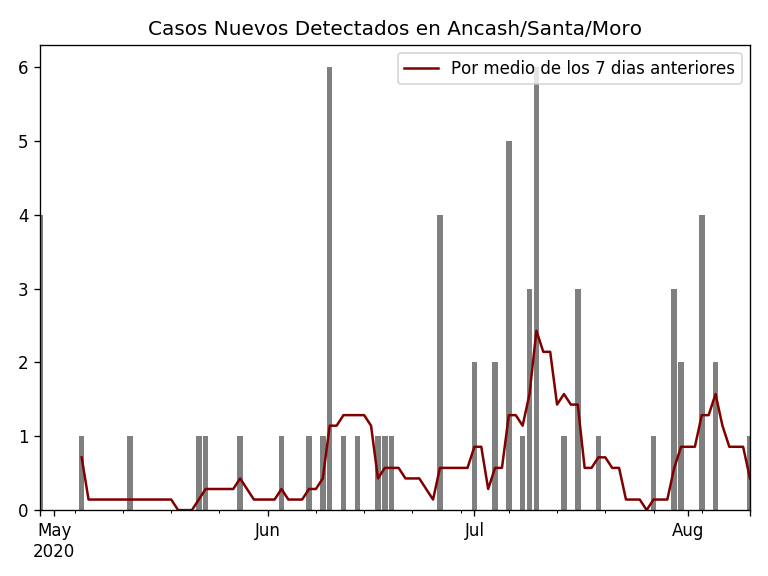 Casos Nuevos Detectados en Ancash/Santa/Moro
Por medio de los 7 dias anteriores
6
5
4
3
2
1
0
May Jun Jul Aug
2020